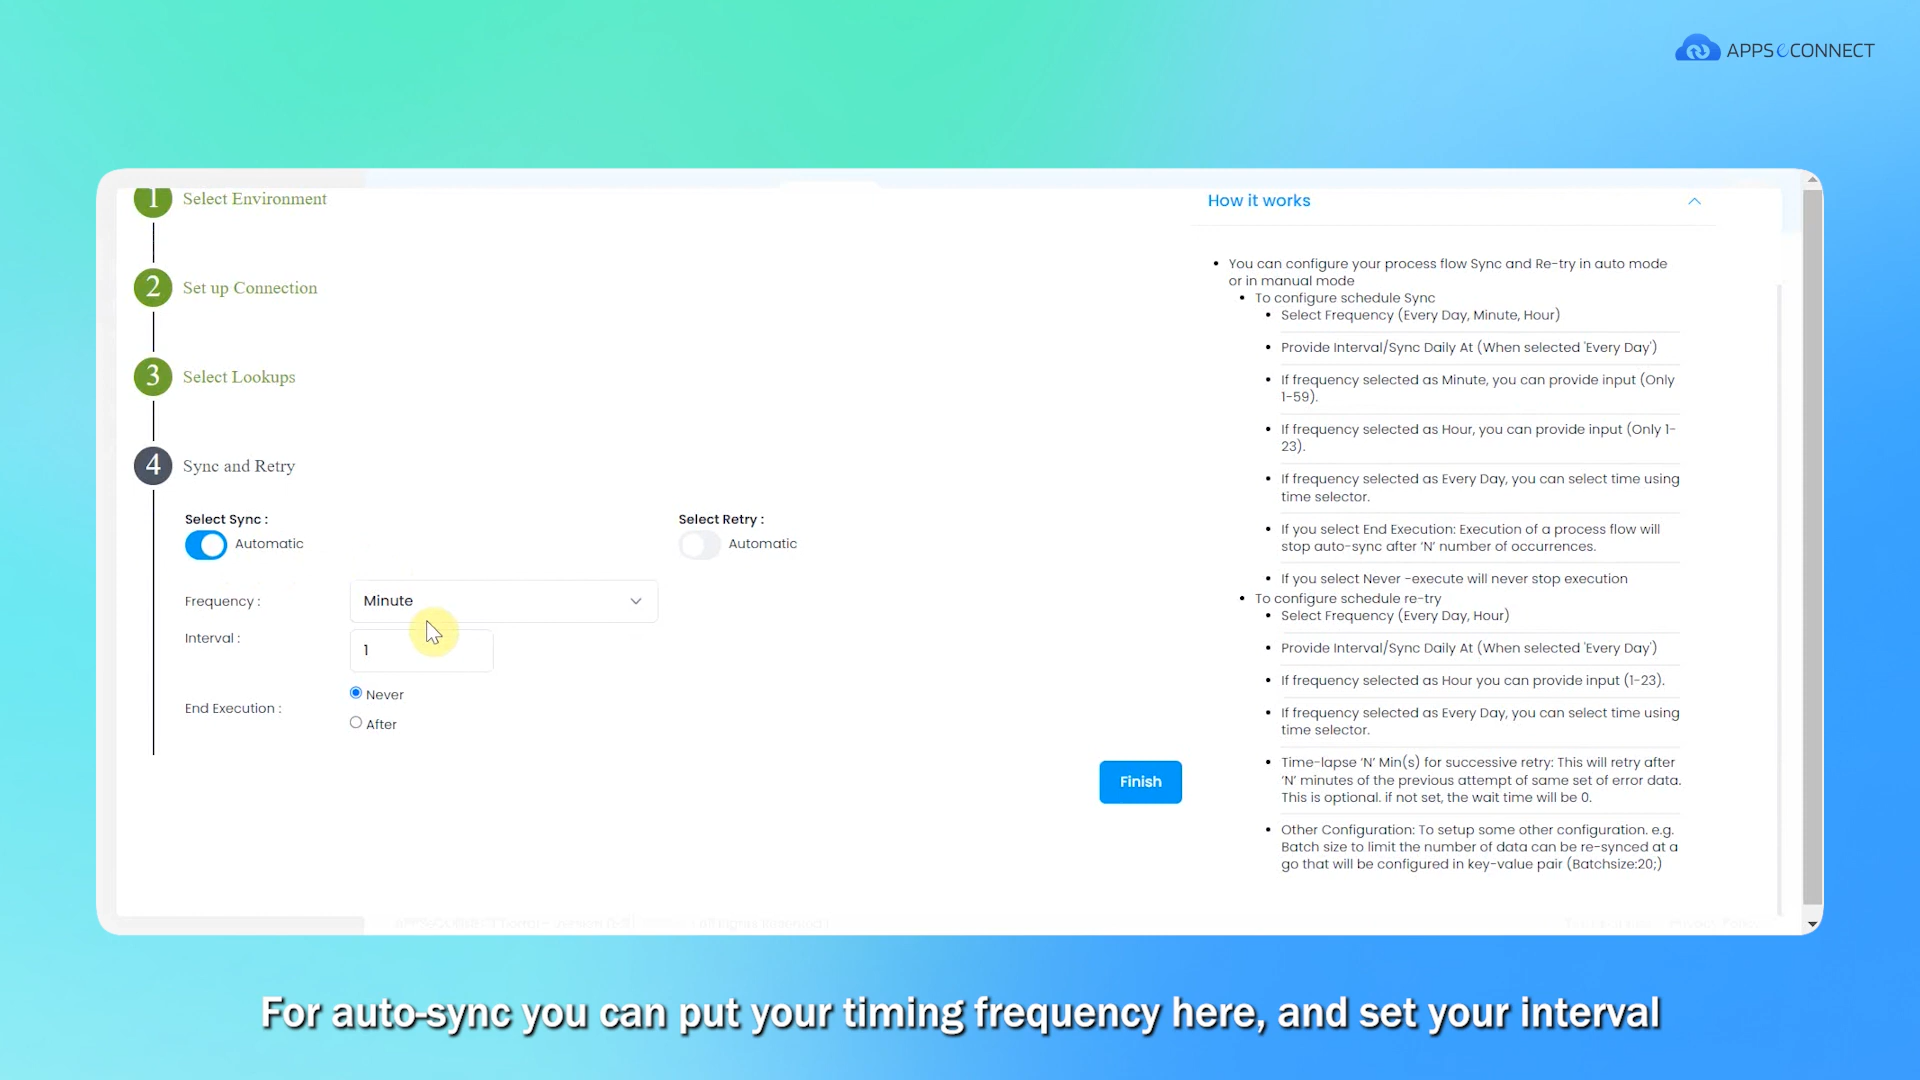 APPSeCONNECT
1 Select Environment
2 Set up Connection
3 Select Lookups
4 Sync and Retry
Select Sync :
Automatic
Select Retry :
Automatic
Frequency :
Minute
Interval :
1
End Execution :
Never
After
Finish
How it works
You can configure your process flow Sync and Re-try in auto mode
or in manual mode
To configure schedule Sync
Select Frequency (Every Day, Minute, Hour)
Provide Interval/Sync Daily At (When selected 'Every Day')
If frequency selected as Minute, you can provide input (Only
1-59).
If frequency selected as Hour, you can provide input (Only 1-
23).
If frequency selected as Every Day, you can select time using
time selector.
If you select End Execution: Execution of a process flow will
stop auto-sync after 'N' number of occurrences.
If you select Never -execute will never stop execution
To configure schedule re-try
Select Frequency (Every Day, Hour)
Provide Interval/Sync Daily At (When selected 'Every Day')
If frequency selected as Hour you can provide input (1-23).
If frequency selected as Every Day, you can select time using
time selector.
Time-lapse 'N' Min(s) for successive retry: This will retry after
'N' minutes of the previous attempt of same set of error data.
This is optional. if not set, the wait time will be 0.
Other Configuration: To setup some other configuration. e.g.
Batch size to limit the number of data can be re-synced at a
go that will be configured in key-value pair (Batchsize:20;)
For auto-sync you can put your timing frequency here, and set your interval